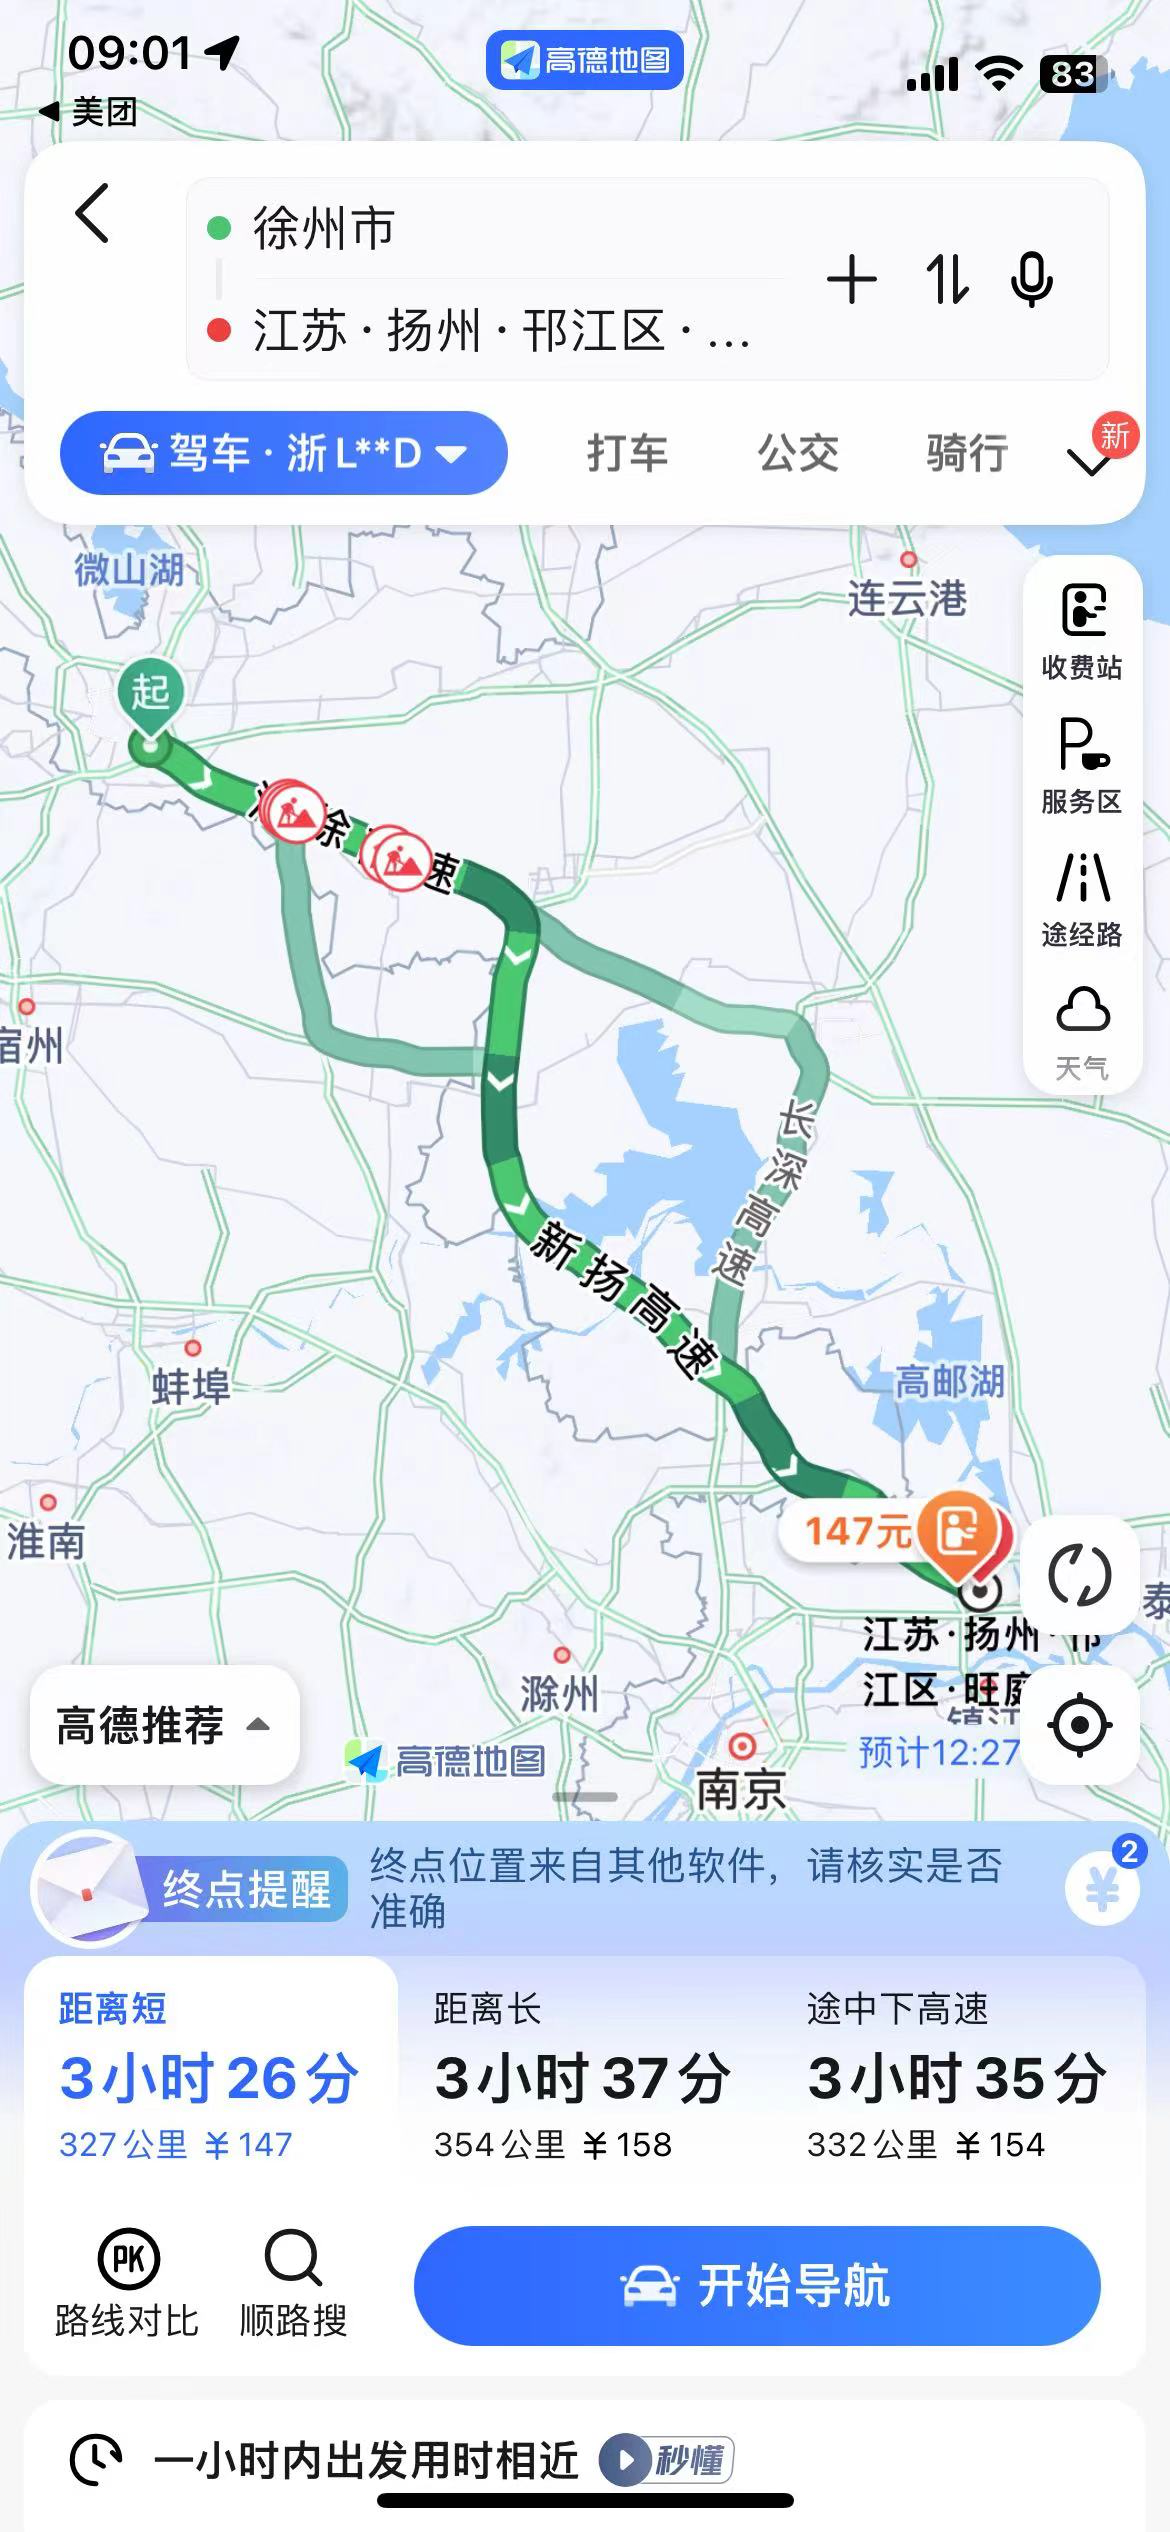 09:01
高德地图
83
美团
徐州市
江苏·扬州·邗江区·...
驾车·浙L**D
打车
公交
骑行
新
微山湖
连云港
收费站
起
服务区
徐
速
途经路
宿州
天气
长深高速
新扬高速
蚌埠
高邮湖
淮南
147元
泰
江苏·扬州·邗
江区·旺庭
滁州
镇江
高德推荐
高德地图
预计12:27
南京
终点提醒
终点位置来自其他软件，请核实是否
准确
2
距离短
距离长
途中下高速
3小时26分
3小时37分
3小时35分
327公里 ¥147
354公里 ¥158
332公里 ¥154
PK
路线对比
顺路搜
开始导航
一小时内出发用时相近
秒懂